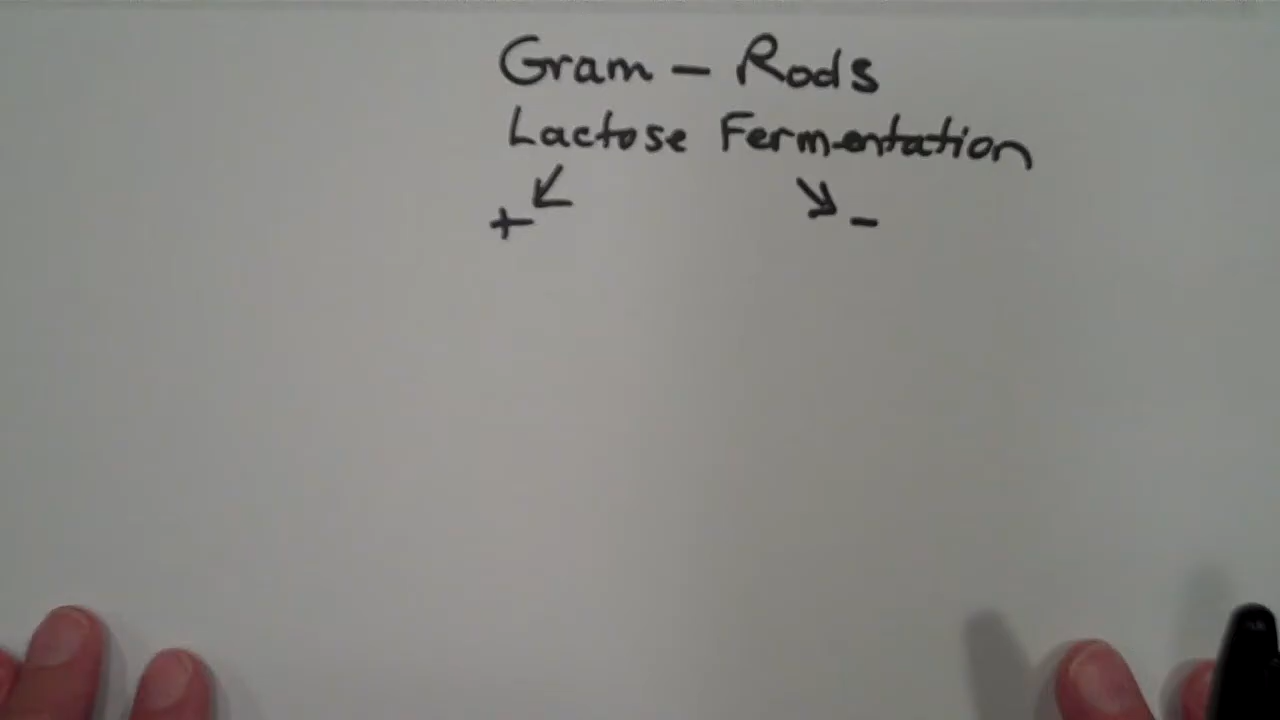 Gram - Rods
Lactose Fermentation
+ -